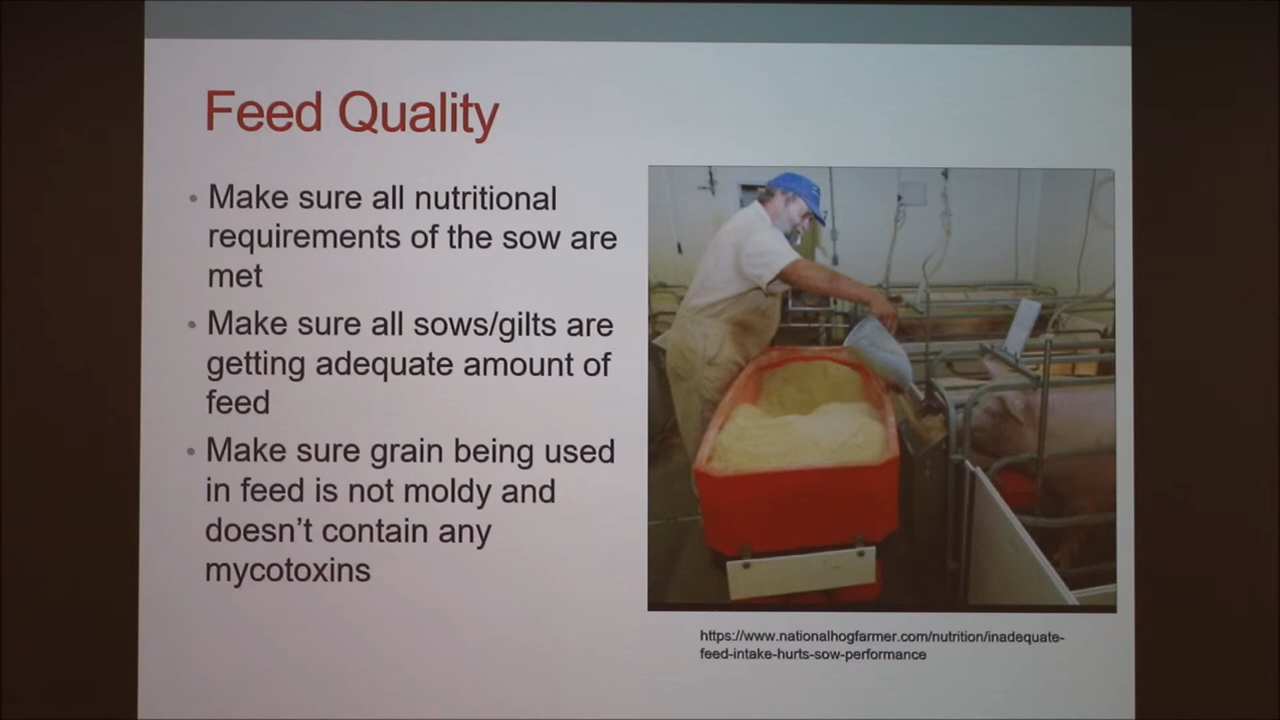 Feed Quality
• Make sure all nutritional
requirements of the sow are
met
• Make sure all sows/gilts are
getting adequate amount of
feed
• Make sure grain being used
in feed is not moldy and
doesn't contain any
mycotoxins
https://www.nationalhogfarmer.com/nutrition/inadequate-
feed-intake-hurts-sow-performance